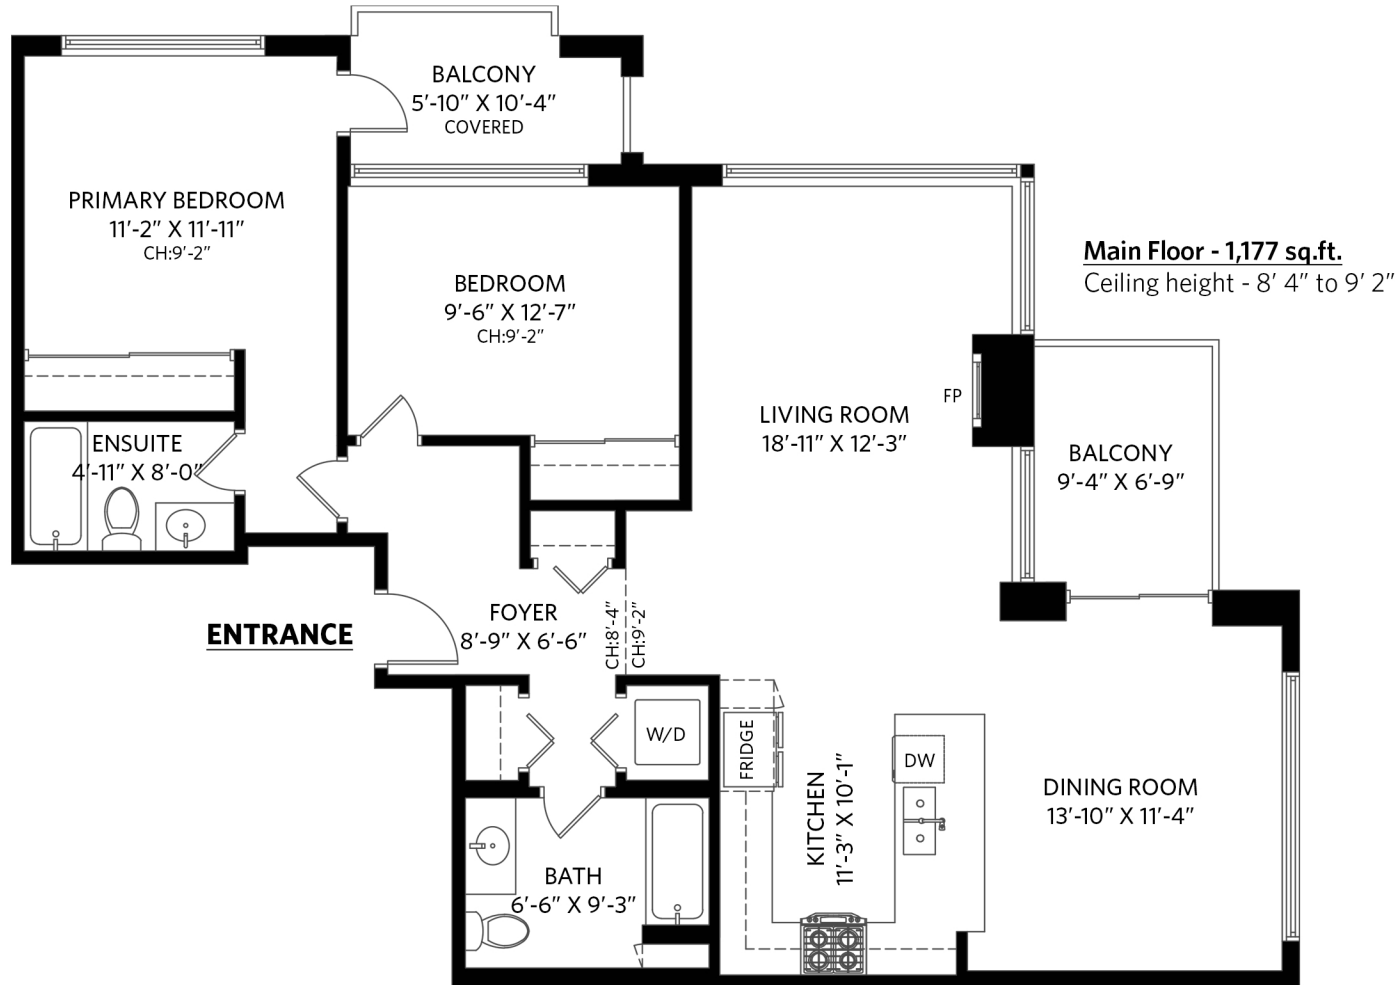 BALCONY
5'-10" X 10'-4"
COVERED
PRIMARY BEDROOM
11'-2" X 11'-11"
CH:9'-2"
BEDROOM
9'-6" X 12'-7"
CH:9'-2"
Main Floor - 1,177 sq.ft.
Ceiling height - 8' 4" to 9' 2"
FP
LIVING ROOM
18'-11" X 12'-3"
BALCONY
9'-4" X 6'-9"
ENSUITE
4'-11" X 8'-0"
ENTRANCE
FOYER
8'-9" X 6'-6"
CH:8'-4"
CH:9'-2"
W/D
FRIDGE
DW
KITCHEN
11'-3" X 10'-1"
DINING ROOM
13'-10" X 11'-4"
BATH
6'-6" X 9'-3"